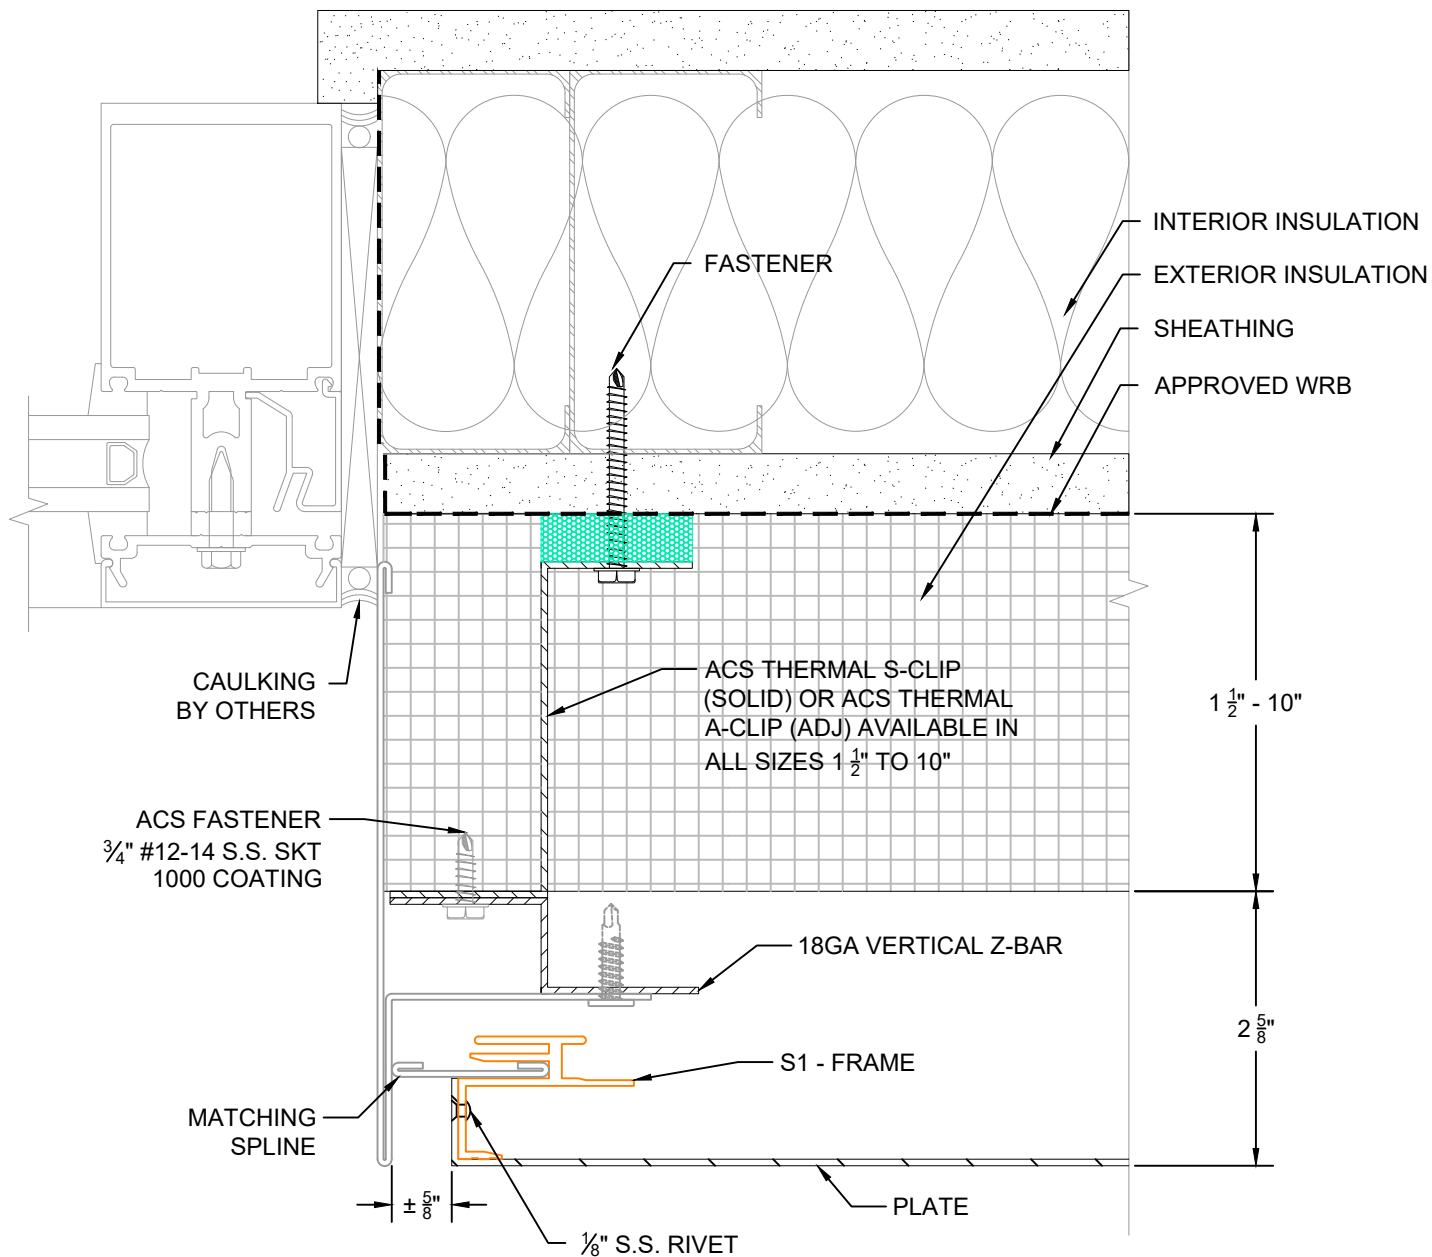 INTERIOR INSULATION
FASTENER
EXTERIOR INSULATION
SHEATHING
APPROVED WRB
CAULKING
BY OTHERS
ACS THERMAL S-CLIP
(SOLID) OR ACS THERMAL
A-CLIP (ADJ) AVAILABLE IN
ALL SIZES 1 1/2" TO 10"
1 1/2" - 10"
ACS FASTENER
3/4" #12-14 S.S. SKT
1000 COATING
18GA VERTICAL Z-BAR
2 5/8"
S1 - FRAME
MATCHING
SPLINE
± 5/8"
PLATE
1/8" S.S. RIVET